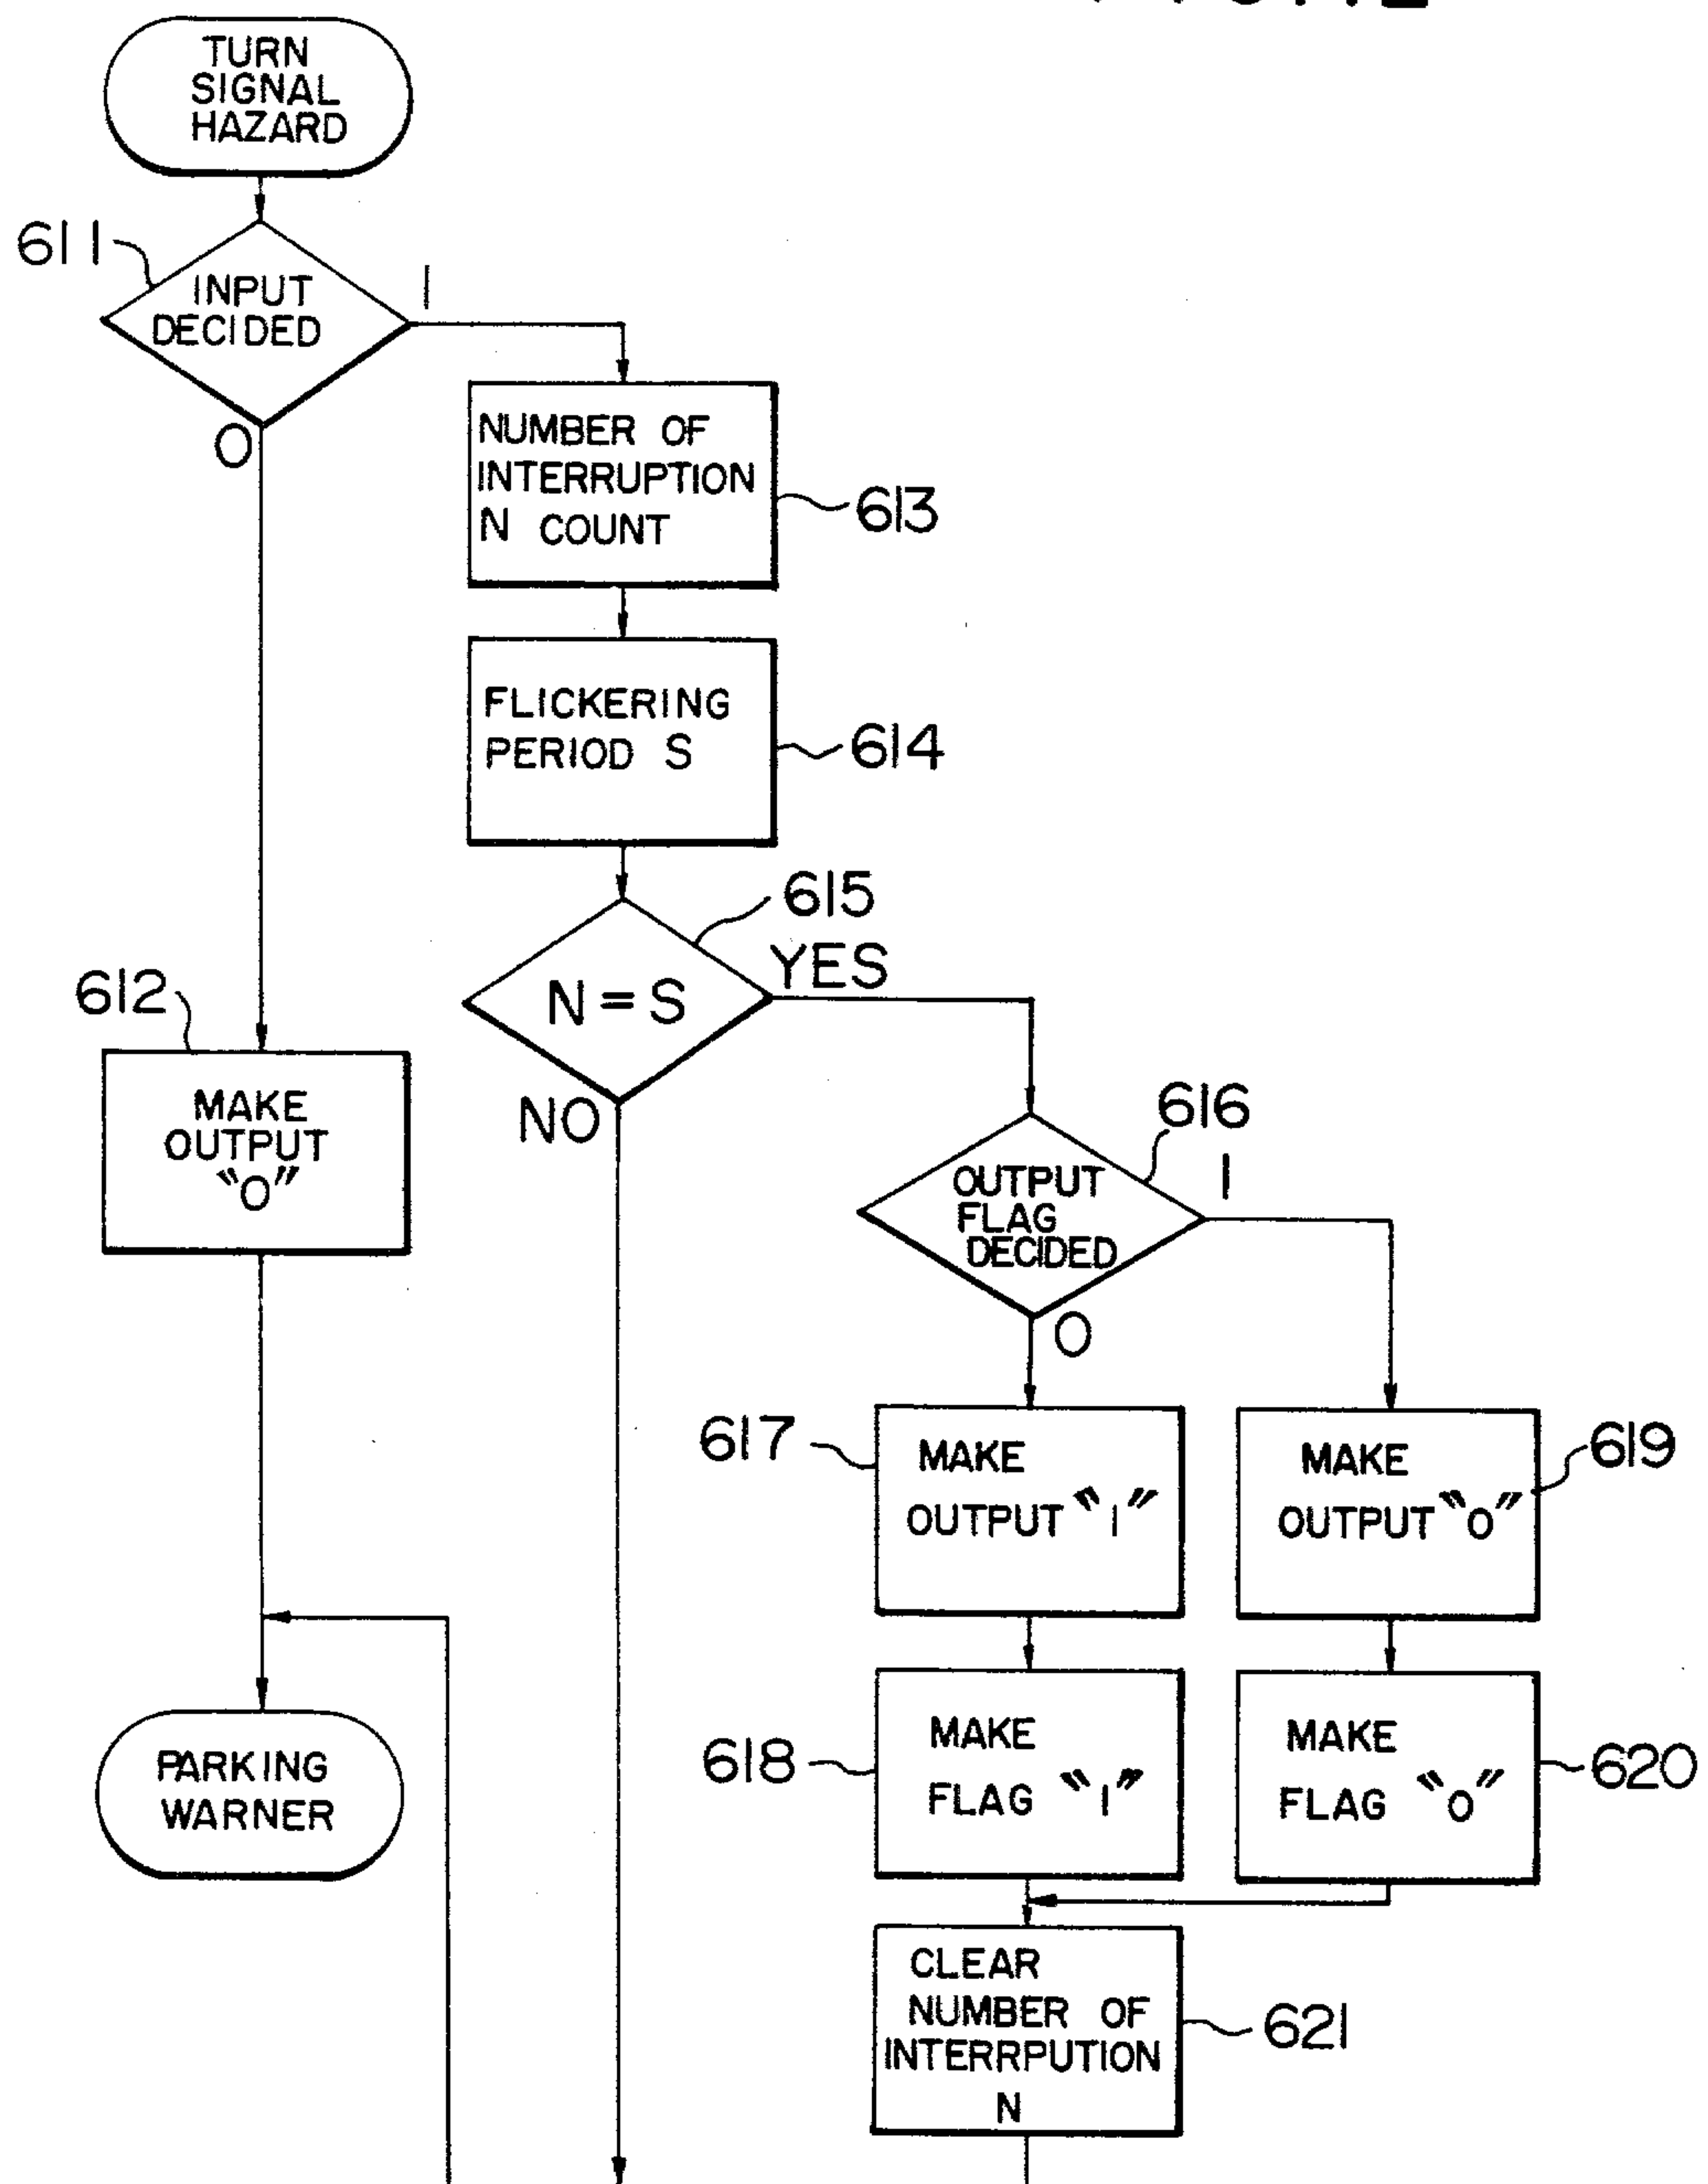 TURN
SIGNAL
HAZARD
611
INPUT
DECIDED
1
0
NUMBER OF
INTERRUPTION
N COUNT
613
FLICKERING
PERIOD S
614
615
N = S
YES
NO
612
MAKE
OUTPUT
"0"
616
OUTPUT
FLAG
DECIDED
1
0
617
MAKE
OUTPUT "1"
MAKE
OUTPUT "0"
619
618
MAKE
FLAG "1"
MAKE
FLAG "0"
620
PARKING
WARNER
CLEAR
NUMBER OF
INTERRPUTION
N
621